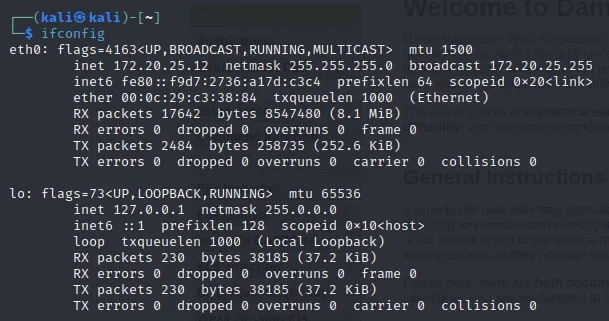 ┌──(kali㉿kali)-[~]
└─$ ifconfig
eth0: flags=4163<UP,BROADCAST,RUNNING,MULTICAST>  mtu 1500
        inet 172.20.25.12  netmask 255.255.255.0  broadcast 172.20.25.255
        inet6 fe80::f9d7:2736:a17d:c3c4  prefixlen 64  scopeid 0×20<link>
        ether 00:0c:29:c3:38:84  txqueuelen 1000  (Ethernet)
        RX packets 17642  bytes 8547480 (8.1 MiB)
        RX errors 0  dropped 0  overruns 0  frame 0
        TX packets 2484  bytes 258735 (252.6 KiB)
        TX errors 0  dropped 0 overruns 0  carrier 0  collisions 0
lo: flags=73<UP,LOOPBACK,RUNNING>  mtu 65536
        inet 127.0.0.1  netmask 255.0.0.0
        inet6 ::1  prefixlen 128  scopeid 0×10<host>
        loop  txqueuelen 1000  (Local Loopback)
        RX packets 230  bytes 38185 (37.2 KiB)
        RX errors 0  dropped 0  overruns 0  frame 0
        TX packets 230  bytes 38185 (37.2 KiB)
        TX errors 0  dropped 0 overruns 0  carrier 0  collisions 0
Welcome to Dam
General Instructions